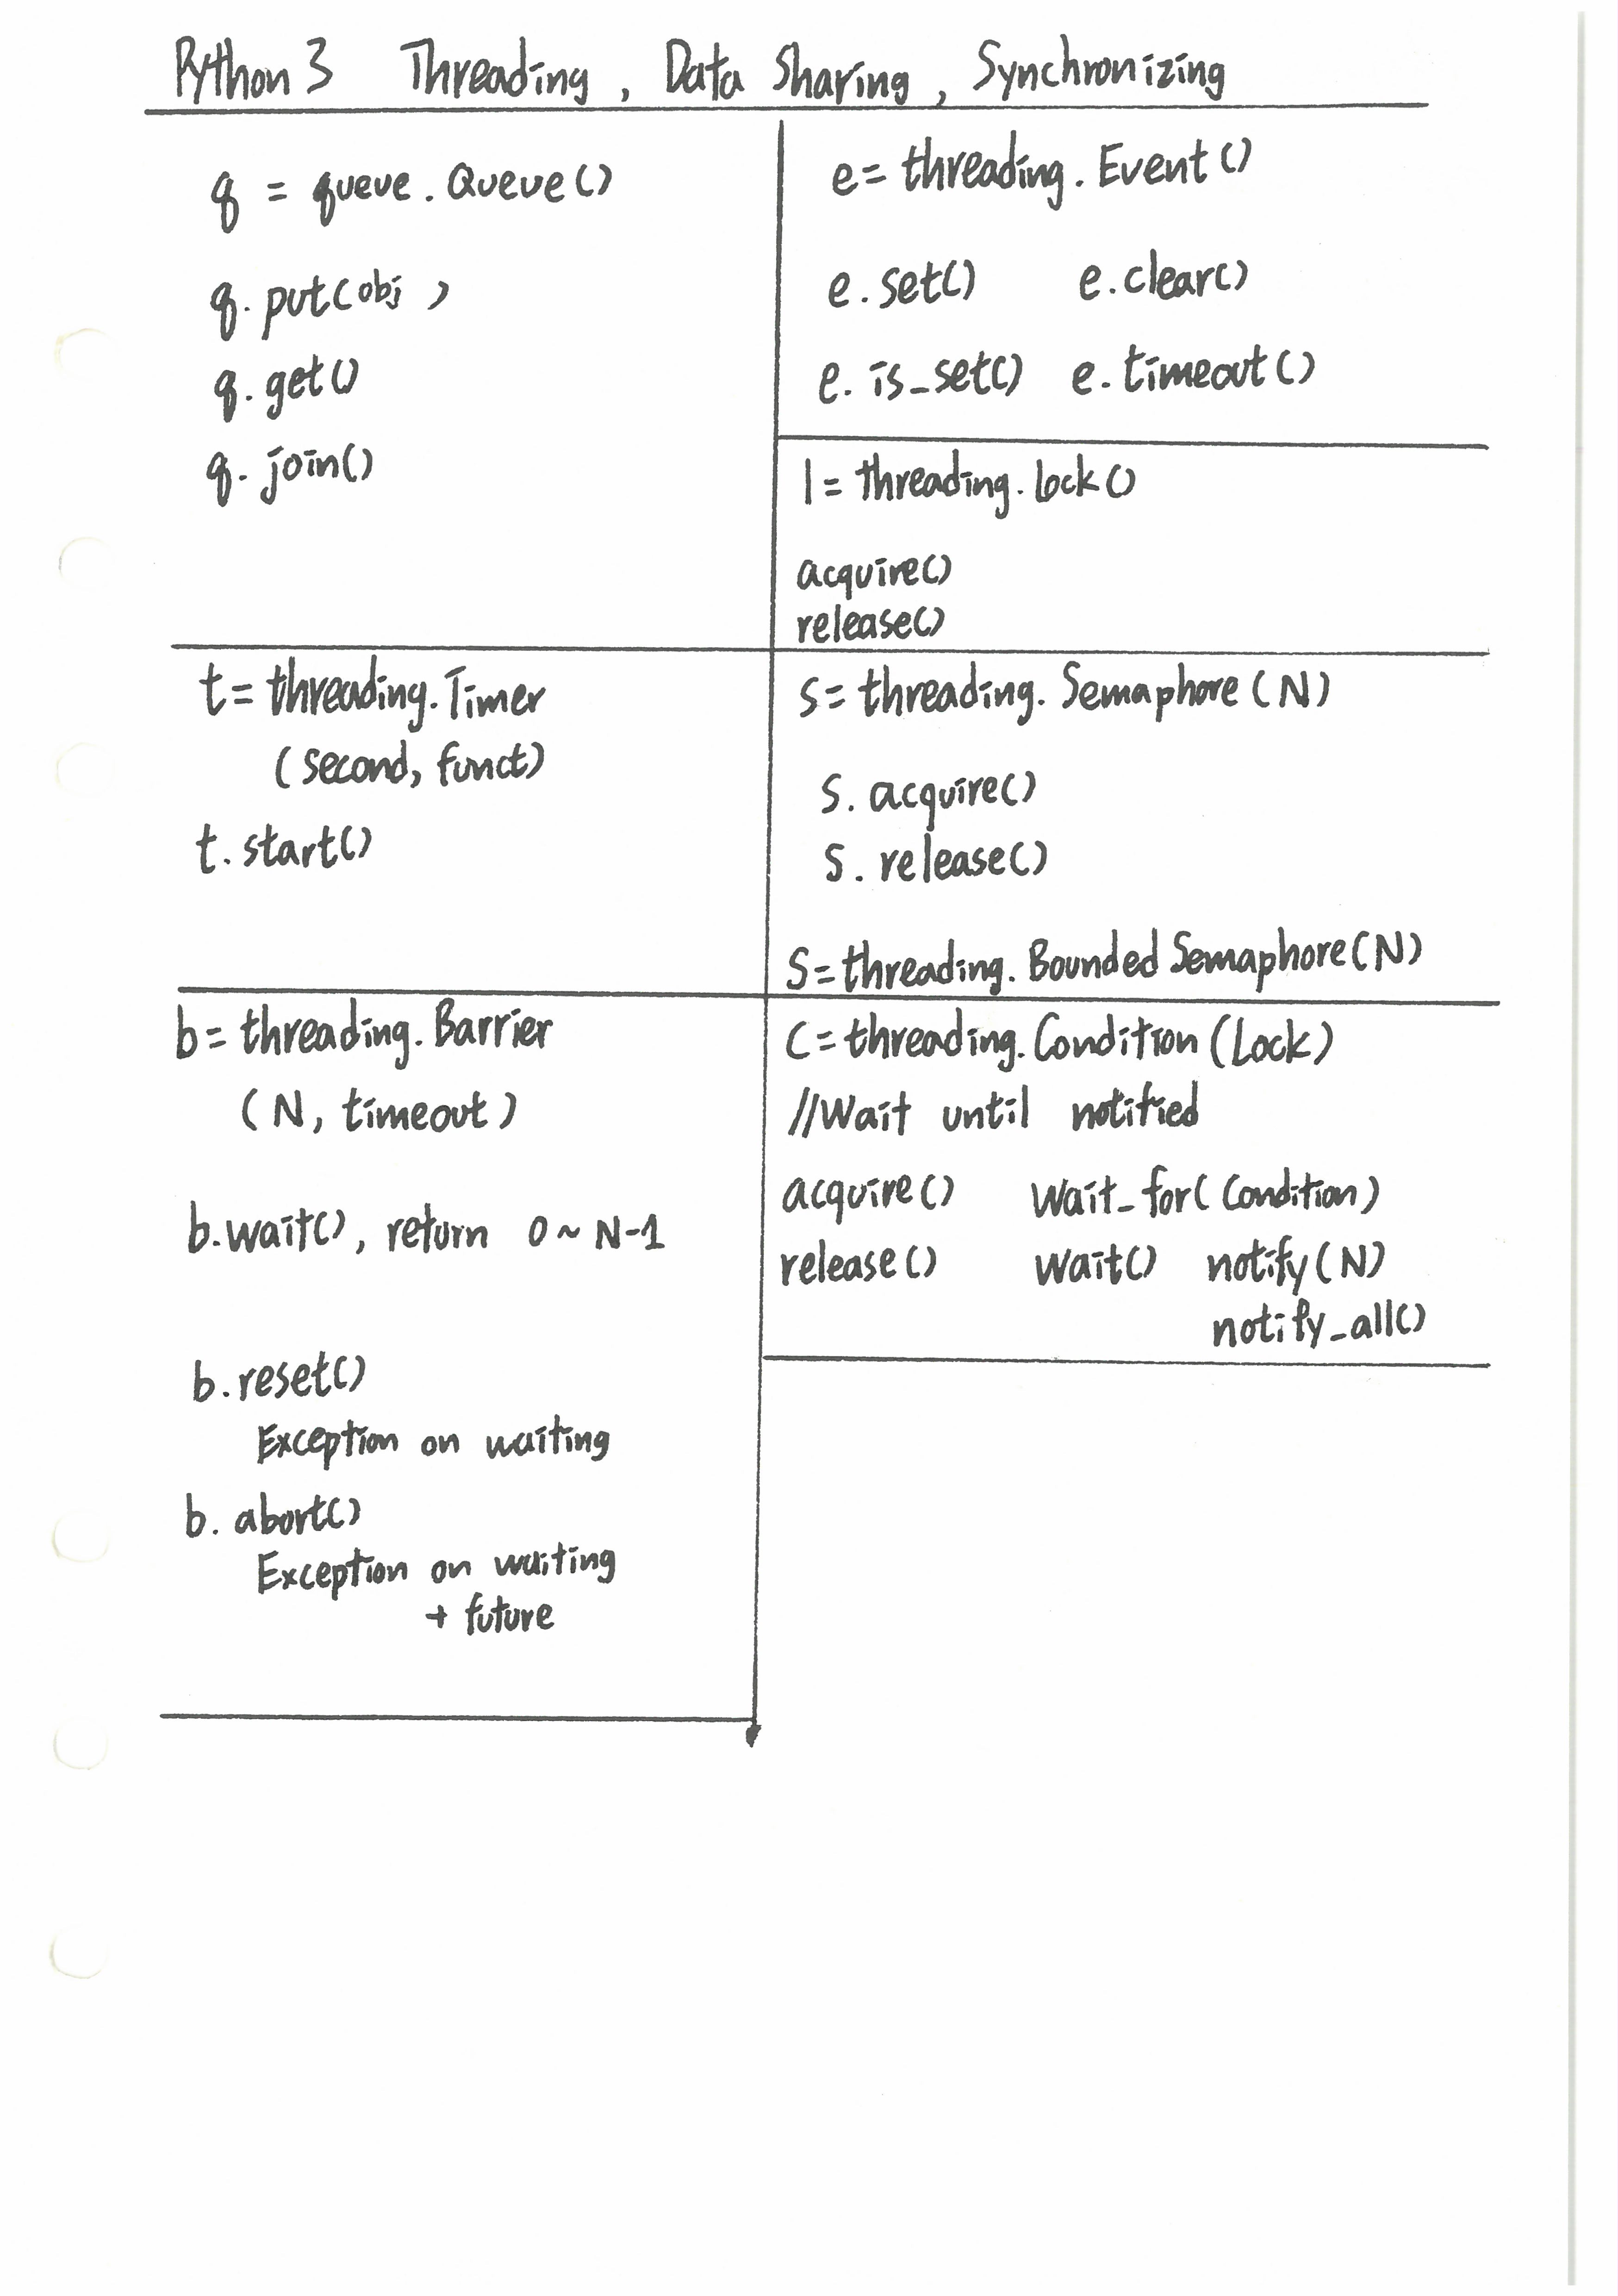 Python 3 Threading, Data Sharing, Synchronizing
q = queue.Queue()
q.put(obj )
q.get()
q.join()
e = threading.Event()
e.set() e.clear()
e.is_set() e.timeout()
l = threading.lock()
acquire()
release()
t = threading.Timer
(second, funct)
t.start()
S = threading.Semaphore(N)
S.acquire()
S.release()
S = threading.Bounded Semaphore(N)
b = threading.Barrier
(N, timeout)
b.wait(), return 0 ~ N-1
b.reset()
Exception on waiting
b.abort()
Exception on waiting
+ future
C = threading.Condition(Lock)
//Wait until notified
acquire() Wait_for(Condition)
release() Wait() notify(N)
notify_all()